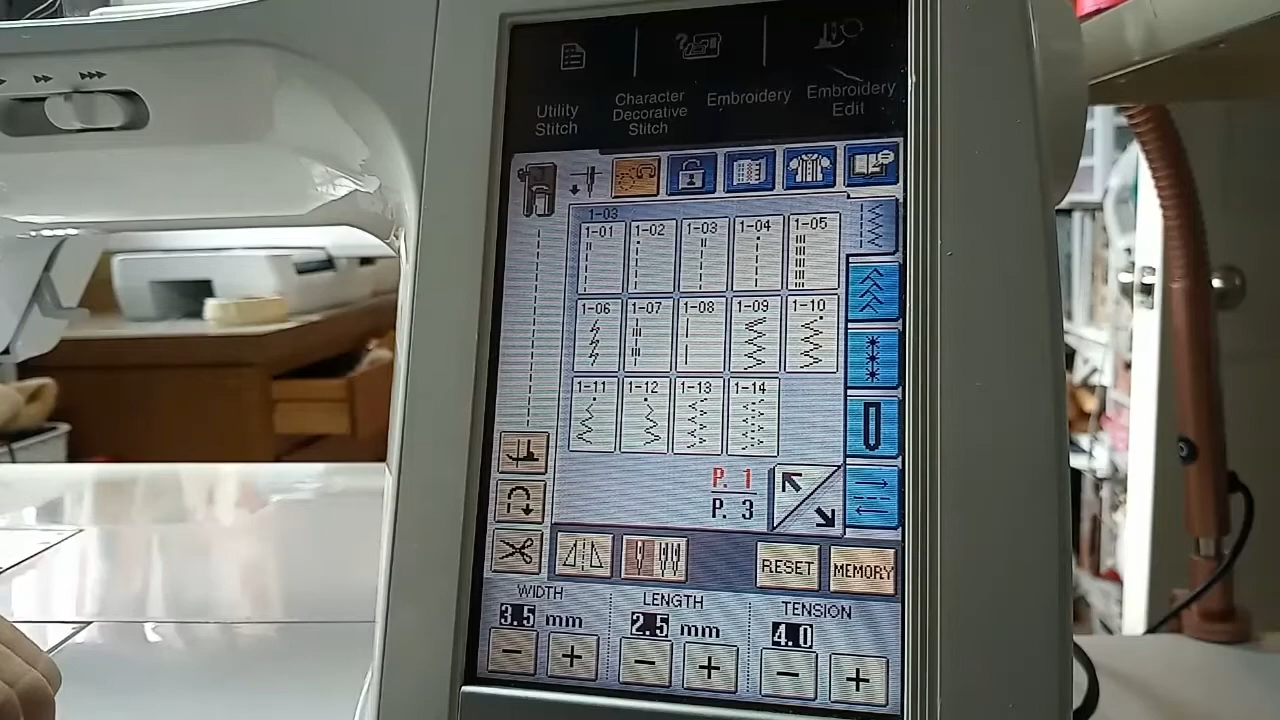 Utility
Stitch
Character
Decorative
Stitch
Embroidery
Embroidery
Edit
1-03
1-01 1-02 1-03 1-04 1-05
1-06 1-07 1-08 1-09 1-10
1-11 1-12 1-13 1-14
P. 1
P. 3
RESET MEMORY
WIDTH LENGTH TENSION
3.5 mm 2.5 mm 4.0